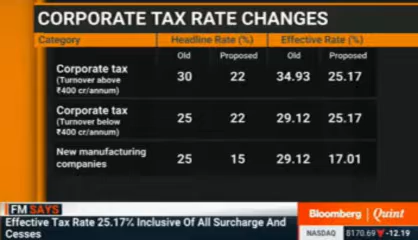 CORPORATE TAX RATE CHANGES
Category Headline Rate (%) Effective Rate (%)
Old Proposed Old Proposed
Corporate tax
(Turnover above
₹400 cr/annum)
30 22 34.93 25.17
Corporate tax
(Turnover below
₹400 cr/annum)
25 22 29.12 25.17
New manufacturing
companies
25 15 29.12 17.01
FM SAYS
Effective Tax Rate 25.17% Inclusive Of All Surcharge And
Cesses
Bloomberg | Quint
NASDAQ 8170.69 ▼ -12.19